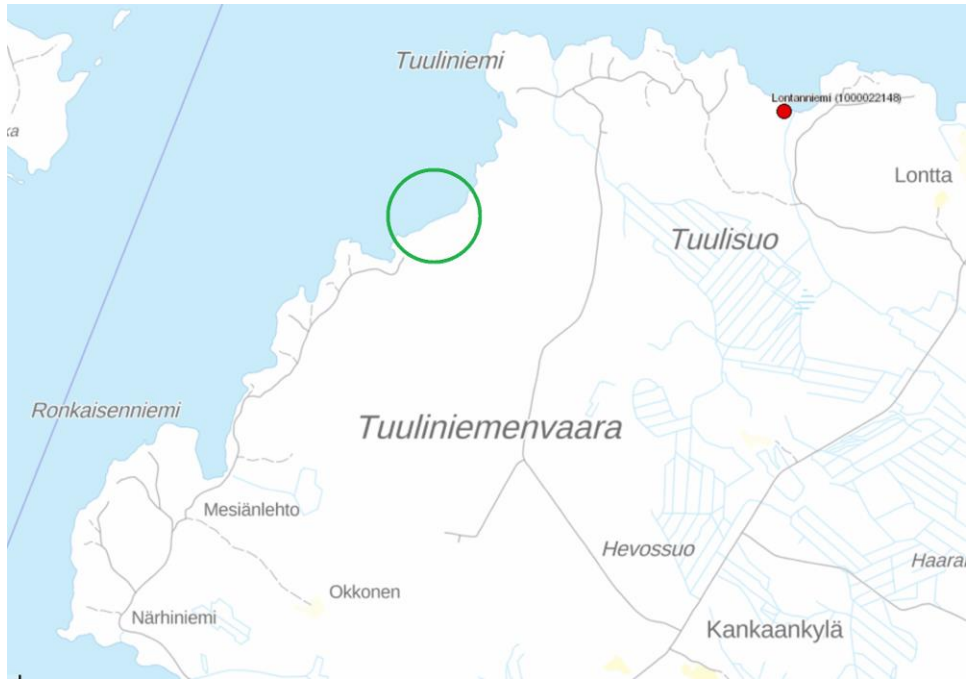 Tuuliniemi
Lontanniemi (1000022148)
Lontta
Tuulisuo
Ronkaisenniemi
Tuuliniemenvaara
Mesiänlehto
Hevossuo
Okkonen
Närhiniemi
Kankaankylä